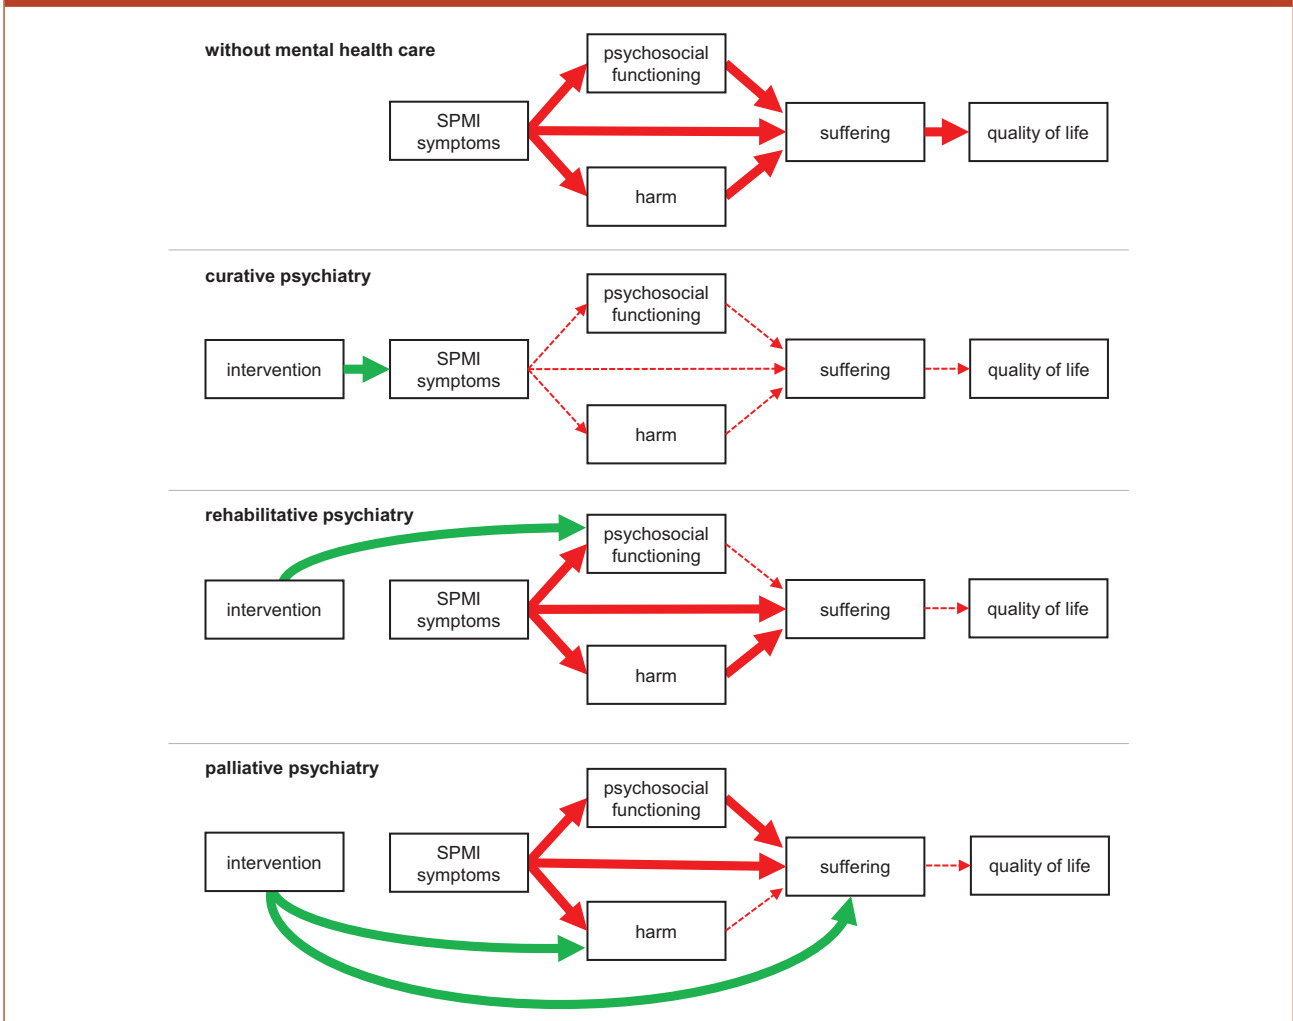 without mental health care
psychosocial
functioning
SPMI
symptoms
suffering
quality of life
harm
curative psychiatry
psychosocial
functioning
intervention
SPMI
symptoms
suffering
quality of life
harm
rehabilitative psychiatry
psychosocial
functioning
intervention
SPMI
symptoms
suffering
quality of life
harm
palliative psychiatry
psychosocial
functioning
intervention
SPMI
symptoms
suffering
quality of life
harm